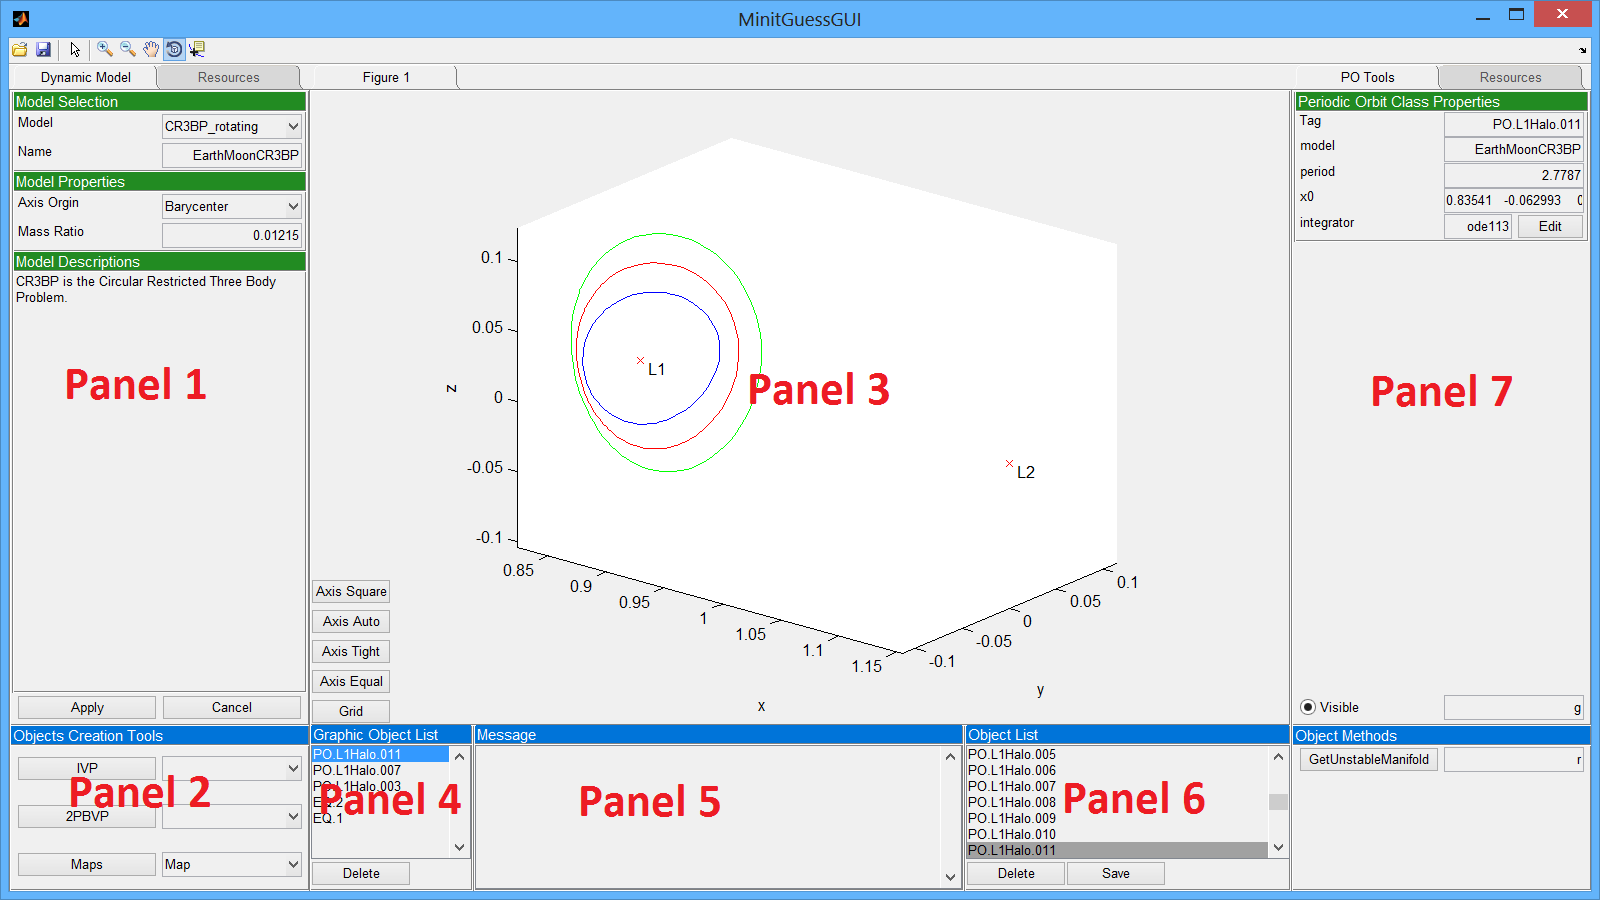 MinitGuessGUI
Dynamic Model
Resources
Figure 1
PO Tools
Resources
Model Selection
Model
CR3BP_rotating
Name
EarthMoonCR3BP
Model Properties
Axis Orgin
Barycenter
Mass Ratio
0.01215
Model Descriptions
CR3BP is the Circular Restricted Three Body
Problem.
Panel 1
Apply
Cancel
Objects Creation Tools
IVP
Panel 2
2PBVP
Maps
Map
0.1
0.05
0
-0.05
-0.1
z
0.85
0.9
0.95
1
1.05
1.1
1.15
x
-0.1
-0.05
0
0.05
0.1
y
L1
L2
Panel 3
Axis Square
Axis Auto
Axis Tight
Axis Equal
Grid
Graphic Object List
PO.L1Halo.011
PO.L1Halo.007
PO.L1Halo.003
EQ.2
EQ.1
Panel 4
Delete
Message
Panel 5
Object List
PO.L1Halo.005
PO.L1Halo.006
PO.L1Halo.007
PO.L1Halo.008
PO.L1Halo.009
PO.L1Halo.010
PO.L1Halo.011
Panel 6
Delete
Save
Periodic Orbit Class Properties
Tag
PO.L1Halo.011
model
EarthMoonCR3BP
period
2.7787
x0
0.83541 -0.062993 0
integrator
ode113
Edit
Panel 7
Visible
g
Object Methods
GetUnstableManifold
r